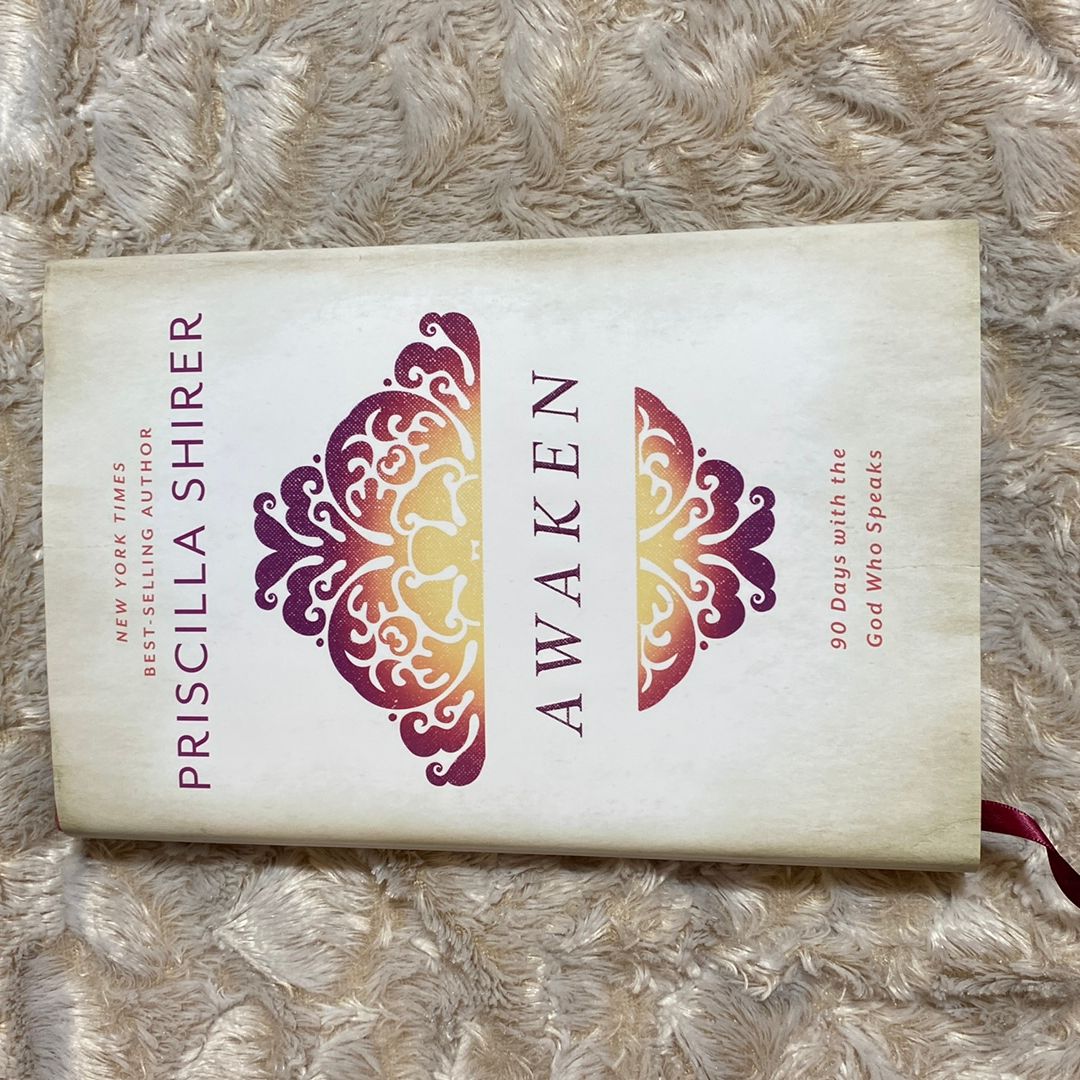 NEW YORK TIMES
BEST-SELLING AUTHOR
PRISCILLA SHIRER
AWAKEN
90 Days with the
God Who Speaks